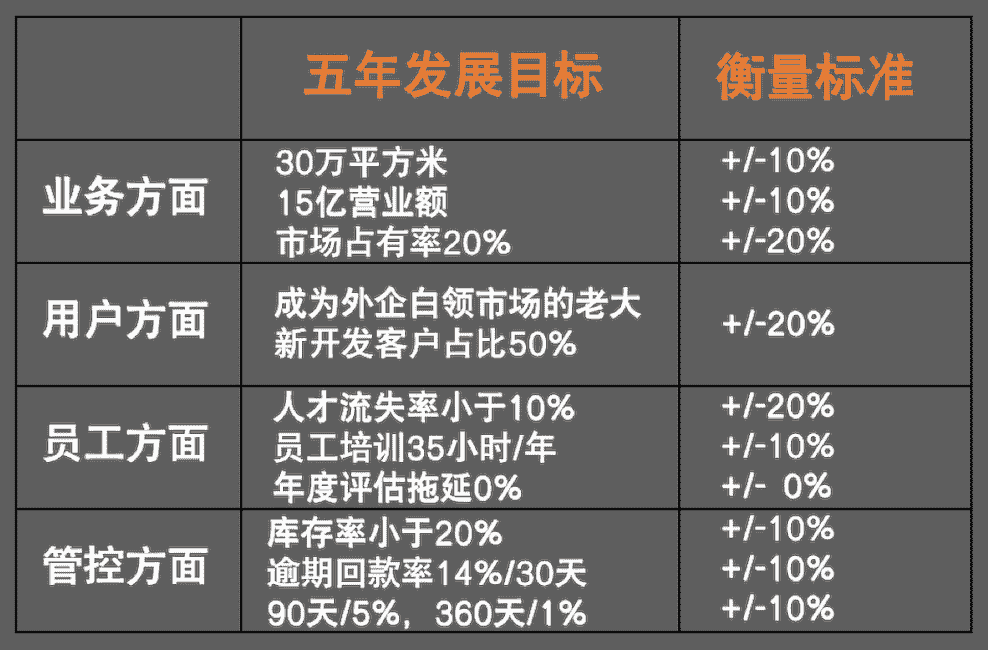 五年发展目标 衡量标准
业务方面
30万平方米 +/-10%
15亿营业额 +/-10%
市场占有率20% +/-20%
用户方面
成为外企白领市场的老大
新开发客户占比50%
+/-20%
员工方面
人才流失率小于10% +/-20%
员工培训35小时/年 +/-10%
年度评估拖延0% +/- 0%
管控方面
库存率小于20% +/-10%
逾期回款率14%/30天 +/-10%
90天/5%，360天/1% +/-10%